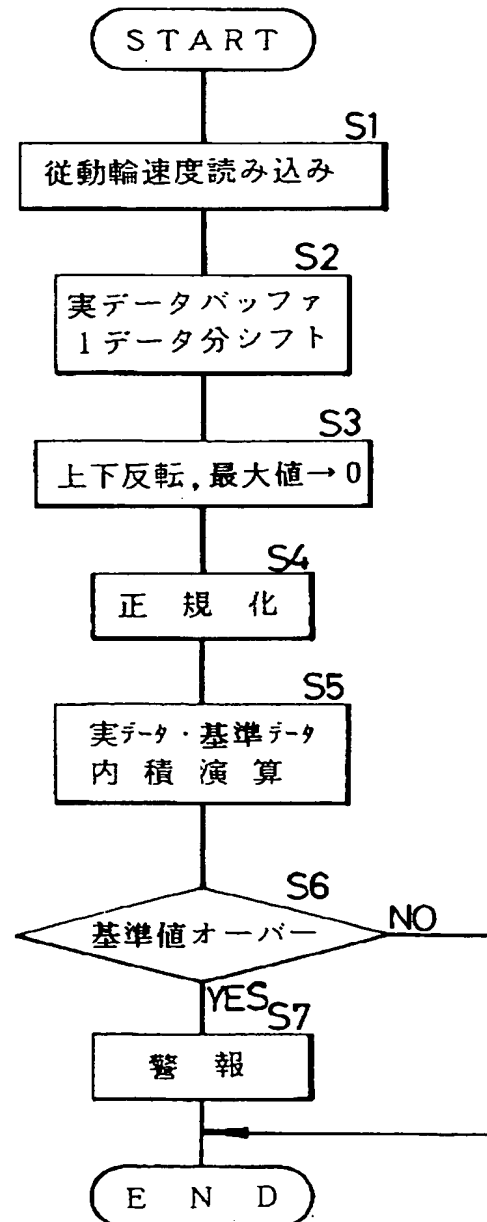 START
S1
従動輪速度読み込み
S2
実データバッファ
1データ分シフト
S3
上下反転,最大値→0
S4
正規化
S5
実データ・基準データ
内積演算
S6
基準値オーバー
NO
YES
S7
警報
END